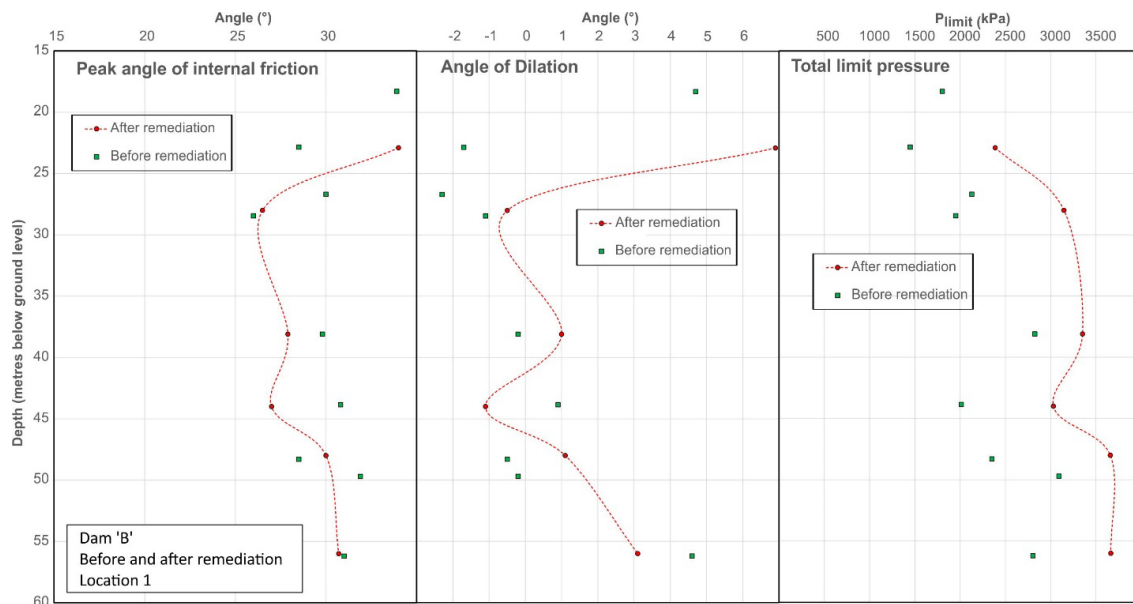 Angle (°)
Angle (°)
Plimit (kPa)
15 20 25 30
-2 -1 0 1 2 3 4 5 6
500 1000 1500 2000 2500 3000 3500
Peak angle of internal friction
After remediation
Before remediation
Angle of Dilation
After remediation
Before remediation
Total limit pressure
After remediation
Before remediation
Depth (metres below ground level)
15
20
25
30
35
40
45
50
55
60
Dam 'B'
Before and after remediation
Location 1